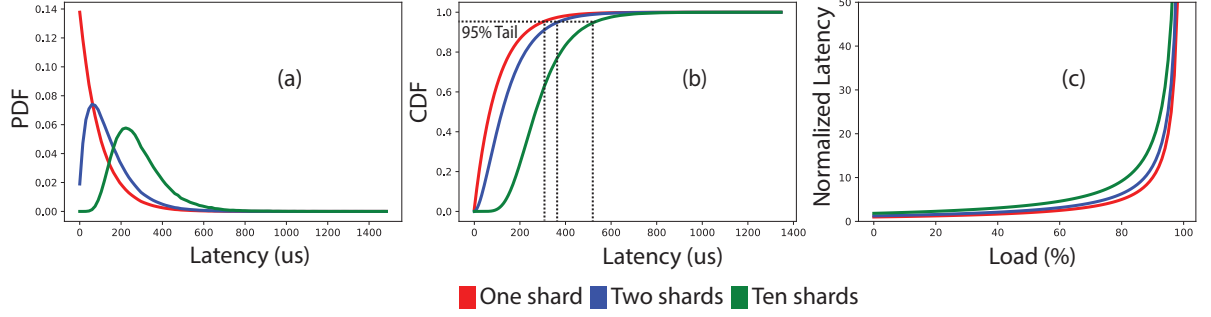 0.14
0.12
0.10
0.08
0.06
0.04
0.02
0.00
PDF
(a)
0 200 400 600 800 1000 1200 1400
Latency (us)
1.0
0.8
0.6
0.4
0.2
0.0
CDF
95% Tail
(b)
0 200 400 600 800 1000 1200 1400
Latency (us)
50
40
30
20
10
0
Normalized Latency
(c)
0 20 40 60 80 100
Load (%)
One shard Two shards Ten shards